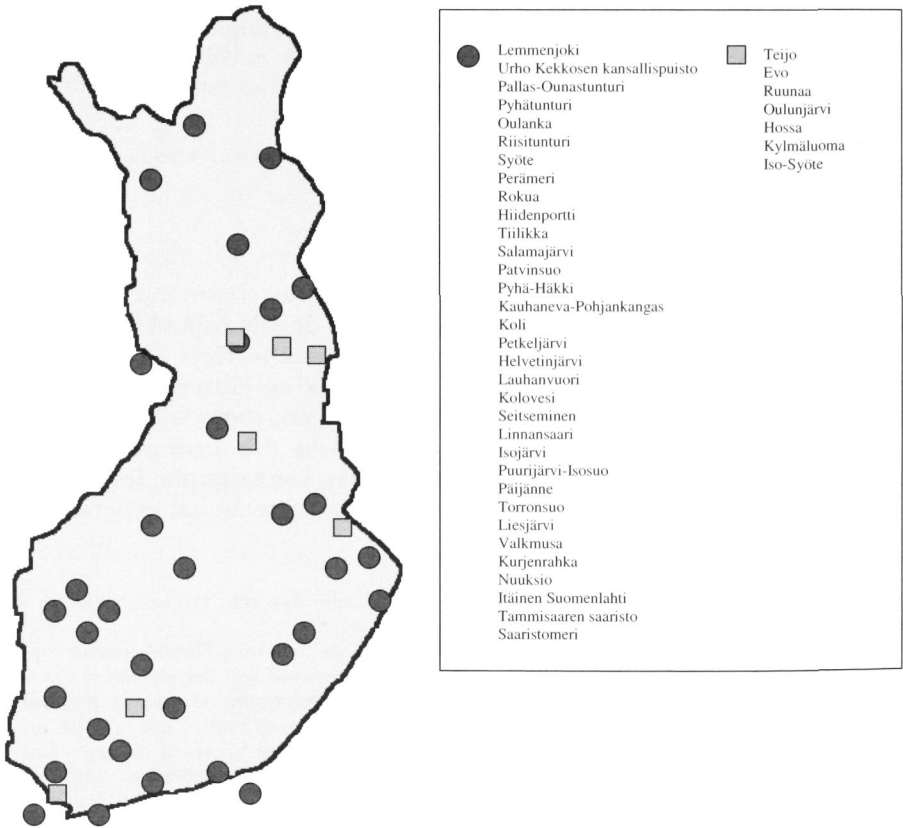 Lemmenjoki
Urho Kekkosen kansallispuisto
Pallas-Ounastunturi
Pyhätunturi
Oulanka
Riisitunturi
Syöte
Perämeri
Rokua
Hiidenportti
Tiilikka
Salamajärvi
Patvinsuo
Pyhä-Häkki
Kauhaneva-Pohjankangas
Koli
Petkeljärvi
Helvetinjärvi
Lauhanvuori
Kolovesi
Seitseminen
Linnansaari
Isojärvi
Puurijärvi-Isosuo
Päijänne
Torronsuo
Liesjärvi
Valkmusa
Kurjenrahka
Nuuksio
Itäinen Suomenlahti
Tammisaaren saaristo
Saaristomeri
Teijo
Evo
Ruunaa
Oulunjärvi
Hossa
Kylmäluoma
Iso-Syöte